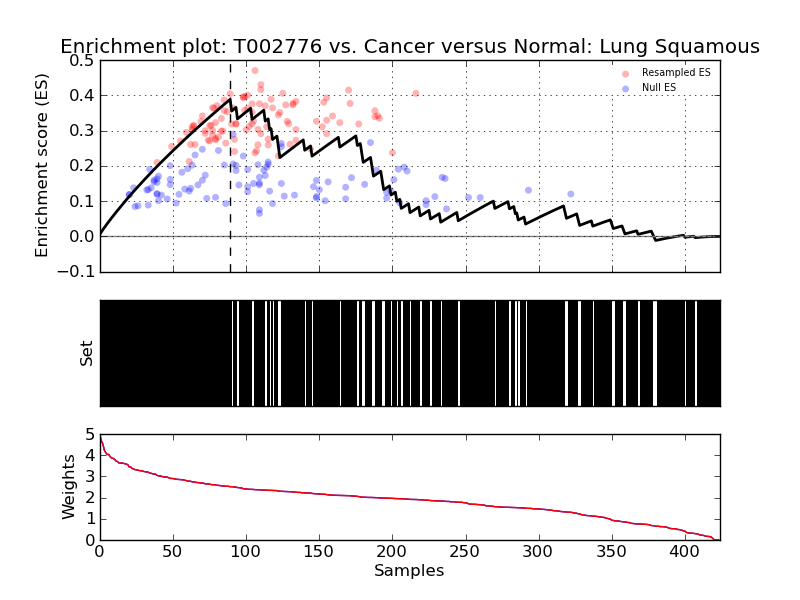 Enrichment plot: T002776 vs. Cancer versus Normal: Lung Squamous
0.5
0.4
0.3
0.2
0.1
0.0
−0.1
Enrichment score (ES)
Resampled ES
Null ES
Set
5
4
3
2
1
0
Weights
0 50 100 150 200 250 300 350 400
Samples